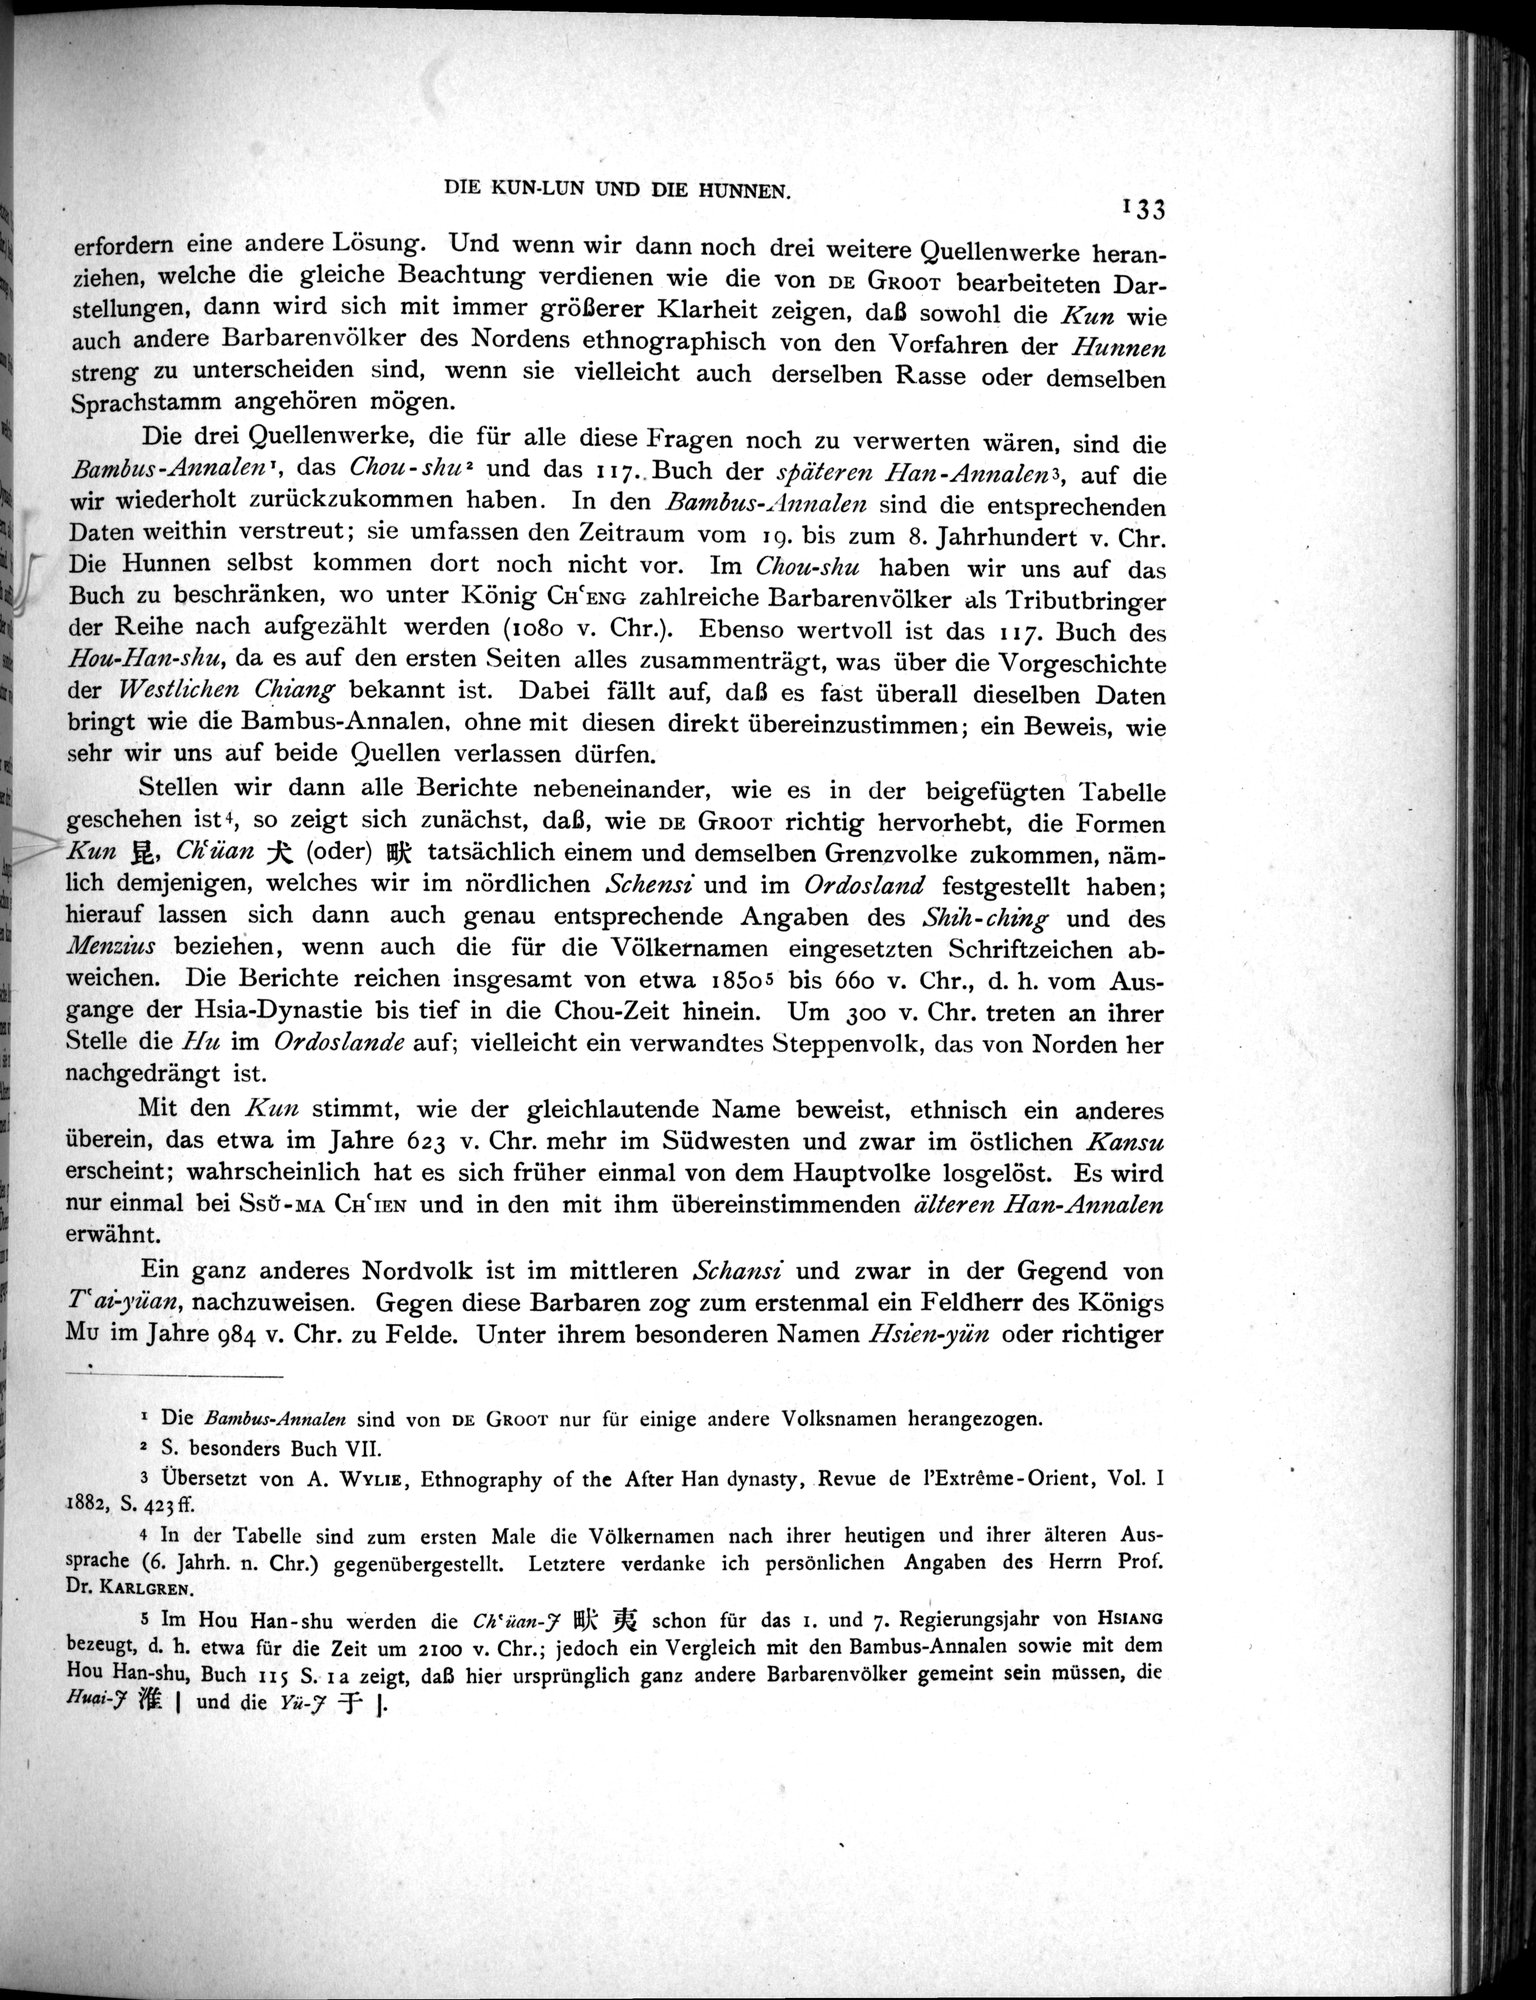 DIE KUN-LUN UND DIE HUNNEN.
133
erfordern eine andere Lösung. Und wenn wir dann noch drei weitere Quellenwerke heran-
ziehen, welche die gleiche Beachtung verdienen wie die von DE GROOT bearbeiteten Dar-
stellungen, dann wird sich mit immer größerer Klarheit zeigen, daß sowohl die Kun wie
auch andere Barbarenvölker des Nordens ethnographisch von den Vorfahren der Hunnen
streng zu unterscheiden sind, wenn sie vielleicht auch derselben Rasse oder demselben
Sprachstamm angehören mögen.
Die drei Quellenwerke, die für alle diese Fragen noch zu verwerten wären, sind die
Bambus-Annalen¹, das Chou-shu² und das 117. Buch der späteren Han-Annalen³, auf die
wir wiederholt zurückzukommen haben. In den Bambus-Annalen sind die entsprechenden
Daten weithin verstreut; sie umfassen den Zeitraum vom 19. bis zum 8. Jahrhundert v. Chr.
Die Hunnen selbst kommen dort noch nicht vor. Im Chou-shu haben wir uns auf das
Buch zu beschränken, wo unter König CHʻENG zahlreiche Barbarenvölker als Tributbringer
der Reihe nach aufgezählt werden (1080 v. Chr.). Ebenso wertvoll ist das 117. Buch des
Hou-Han-shu, da es auf den ersten Seiten alles zusammenträgt, was über die Vorgeschichte
der Westlichen Chiang bekannt ist. Dabei fällt auf, daß es fast überall dieselben Daten
bringt wie die Bambus-Annalen, ohne mit diesen direkt übereinzustimmen; ein Beweis, wie
sehr wir uns auf beide Quellen verlassen dürfen.
Stellen wir dann alle Berichte nebeneinander, wie es in der beigefügten Tabelle
geschehen ist⁴, so zeigt sich zunächst, daß, wie DE GROOT richtig hervorhebt, die Formen
Kun 昆, Chʻüan 犬 (oder) 畎 tatsächlich einem und demselben Grenzvolke zukommen, näm-
lich demjenigen, welches wir im nördlichen Schensi und im Ordosland festgestellt haben;
hierauf lassen sich dann auch genau entsprechende Angaben des Shih-ching und des
Menzius beziehen, wenn auch die für die Völkernamen eingesetzten Schriftzeichen ab-
weichen. Die Berichte reichen insgesamt von etwa 1850⁵ bis 660 v. Chr., d. h. vom Aus-
gange der Hsia-Dynastie bis tief in die Chou-Zeit hinein. Um 300 v. Chr. treten an ihrer
Stelle die Hu im Ordoslande auf; vielleicht ein verwandtes Steppenvolk, das von Norden her
nachgedrängt ist.
Mit den Kun stimmt, wie der gleichlautende Name beweist, ethnisch ein anderes
überein, das etwa im Jahre 623 v. Chr. mehr im Südwesten und zwar im östlichen Kansu
erscheint; wahrscheinlich hat es sich früher einmal von dem Hauptvolke losgelöst. Es wird
nur einmal bei SSŬ-MA CHʻIEN und in den mit ihm übereinstimmenden älteren Han-Annalen
erwähnt.
Ein ganz anderes Nordvolk ist im mittleren Schansi und zwar in der Gegend von
Tʻai-yüan, nachzuweisen. Gegen diese Barbaren zog zum erstenmal ein Feldherr des Königs
MU im Jahre 984 v. Chr. zu Felde. Unter ihrem besonderen Namen Hsien-yün oder richtiger
¹ Die Bambus-Annalen sind von DE GROOT nur für einige andere Volksnamen herangezogen.
² S. besonders Buch VII.
³ Übersetzt von A. WYLIE, Ethnography of the After Han dynasty, Revue de l'Extrême-Orient, Vol. I
1882, S. 423 ff.
⁴ In der Tabelle sind zum ersten Male die Völkernamen nach ihrer heutigen und ihrer älteren Aus-
sprache (6. Jahrh. n. Chr.) gegenübergestellt. Letztere verdanke ich persönlichen Angaben des Herrn Prof.
Dr. KARLGREN.
⁵ Im Hou Han-shu werden die Chʻüan-J 畎 夷 schon für das 1. und 7. Regierungsjahr von HSIANG
bezeugt, d. h. etwa für die Zeit um 2100 v. Chr.; jedoch ein Vergleich mit den Bambus-Annalen sowie mit dem
Hou Han-shu, Buch 115 S. 1a zeigt, daß hier ursprünglich ganz andere Barbarenvölker gemeint sein müssen, die
Huai-J 淮 | und die Yü-J 于 |.